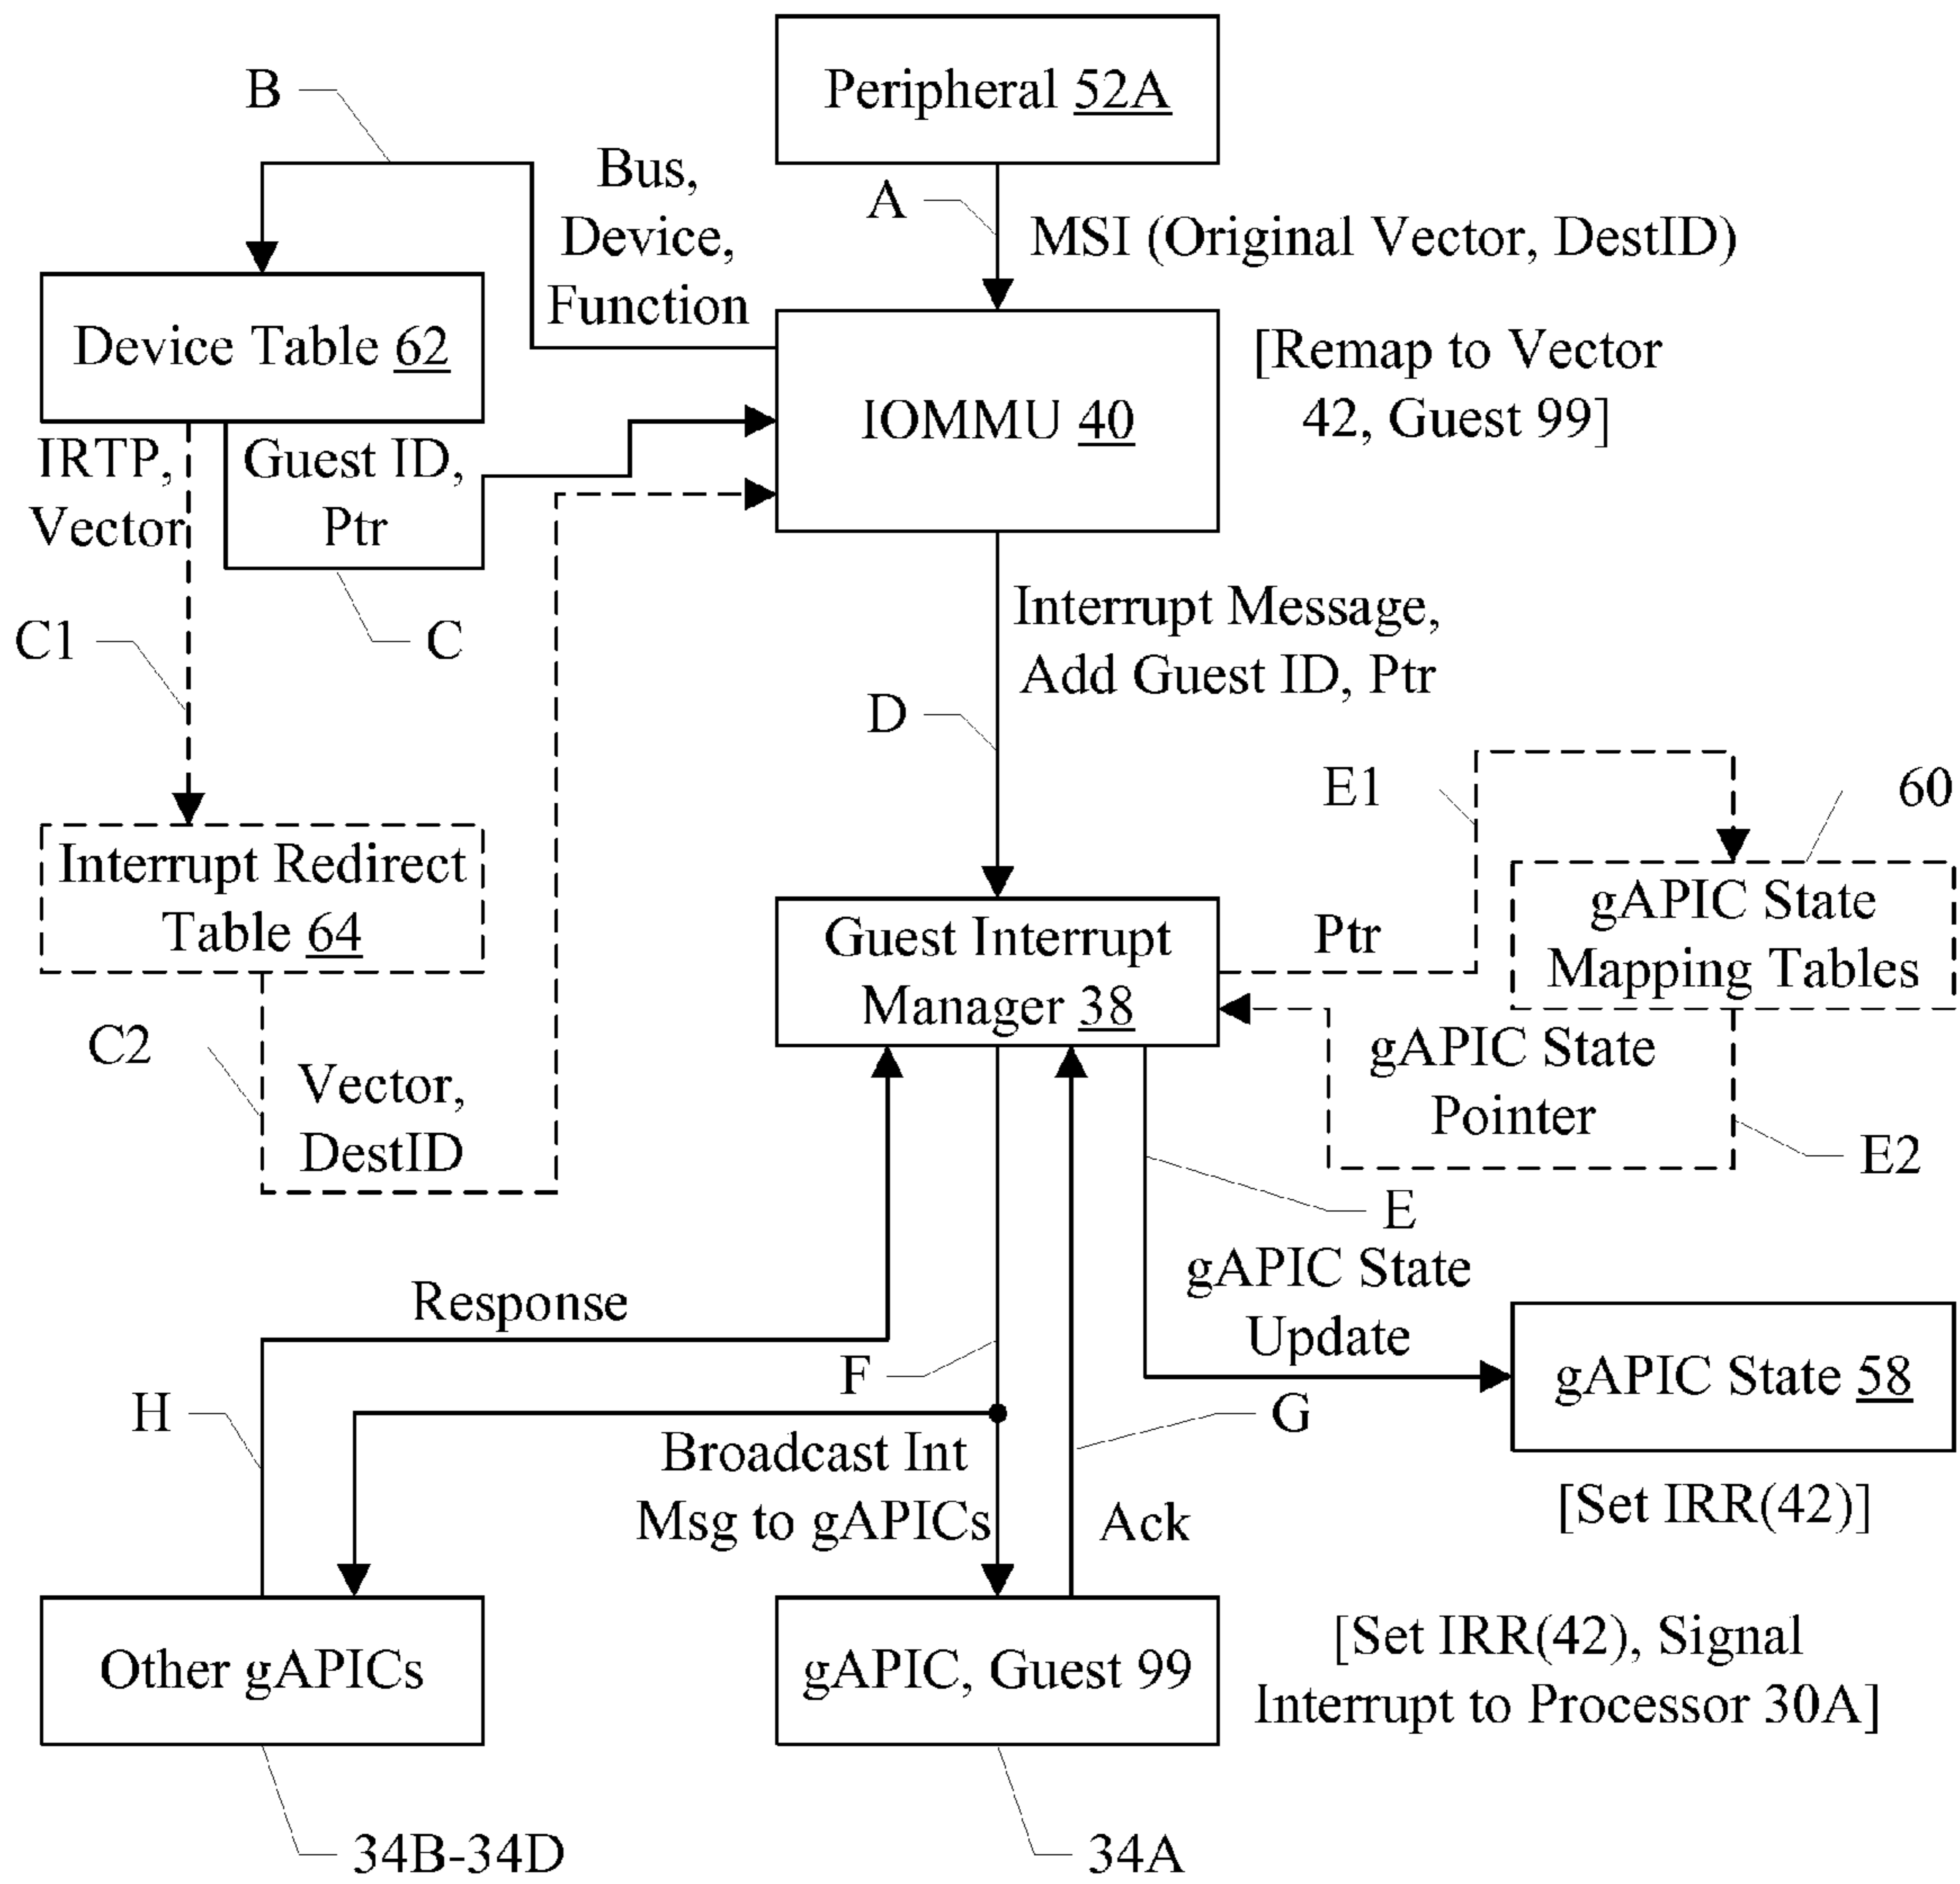 Peripheral 52A
B
Bus,
Device,
Function
A
MSI (Original Vector, DestID)
Device Table 62
IOMMU 40
[Remap to Vector
42, Guest 99]
IRTP,
Vector
Guest ID,
Ptr
C1
C
Interrupt Message,
Add Guest ID, Ptr
D
E1
60
Interrupt Redirect
Table 64
Guest Interrupt
Manager 38
Ptr
gAPIC State
Mapping Tables
C2
Vector,
DestID
gAPIC State
Pointer
E2
E
gAPIC State
Update
Response
F
H
G
gAPIC State 58
Broadcast Int
Msg to gAPICs
Ack
[Set IRR(42)]
Other gAPICs
gAPIC, Guest 99
[Set IRR(42), Signal
Interrupt to Processor 30A]
34B-34D
34A